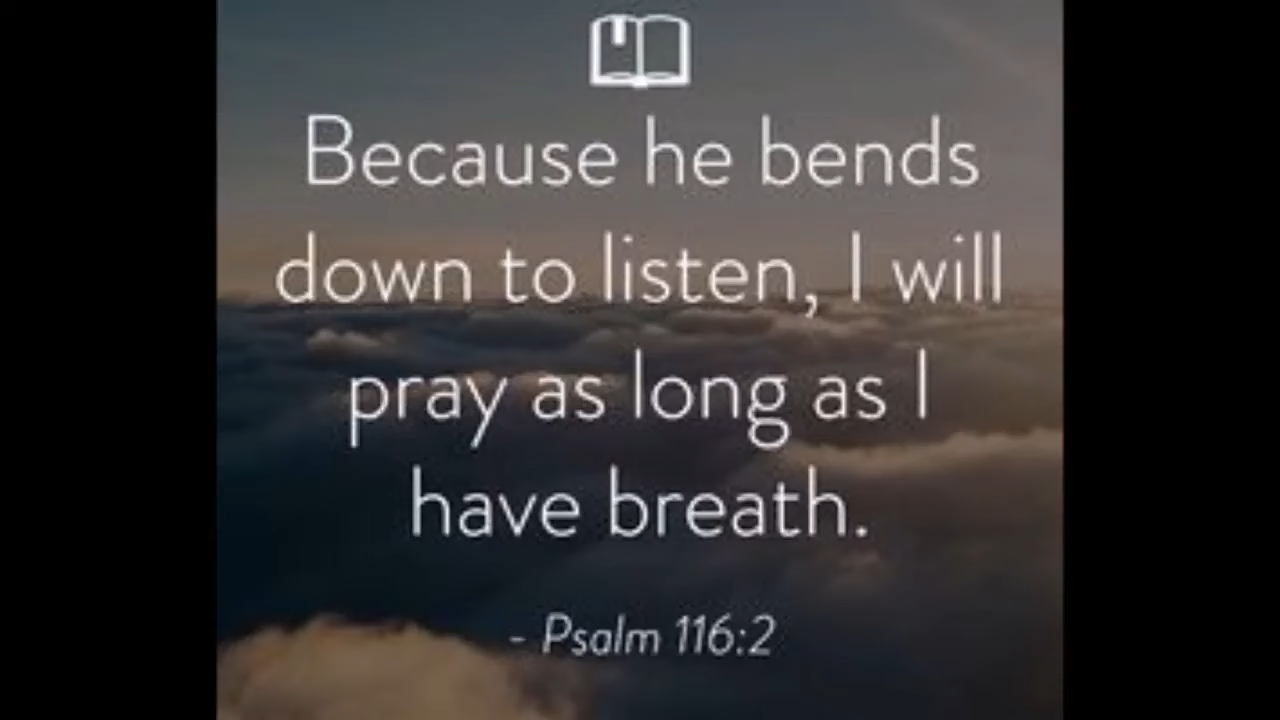 Because he bends
down to listen, I will
pray as long as I
have breath.
- Psalm 116:2